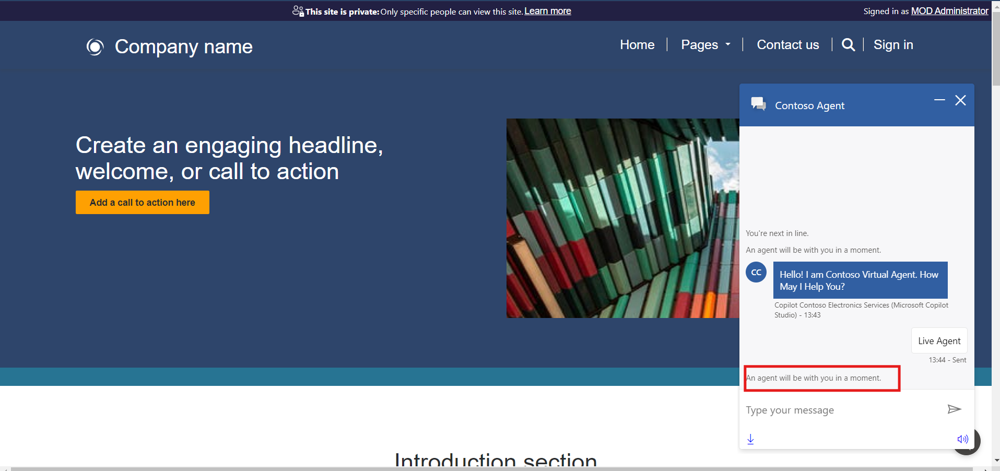 This site is private: Only specific people can view this site. Learn more
Signed in as MOD Administrator
Company name
Home
Pages
Contact us
Sign in
Create an engaging headline,
welcome, or call to action
Add a call to action here
Contoso Agent
You're next in line.
An agent will be with you in a moment.
CC
Hello! I am Contoso Virtual Agent. How
May I Help You?
Copilot Contoso Electronics Services (Microsoft Copilot
Studio) - 13:43
Live Agent
13:44 - Sent
An agent will be with you in a moment.
Type your message
Introduction section